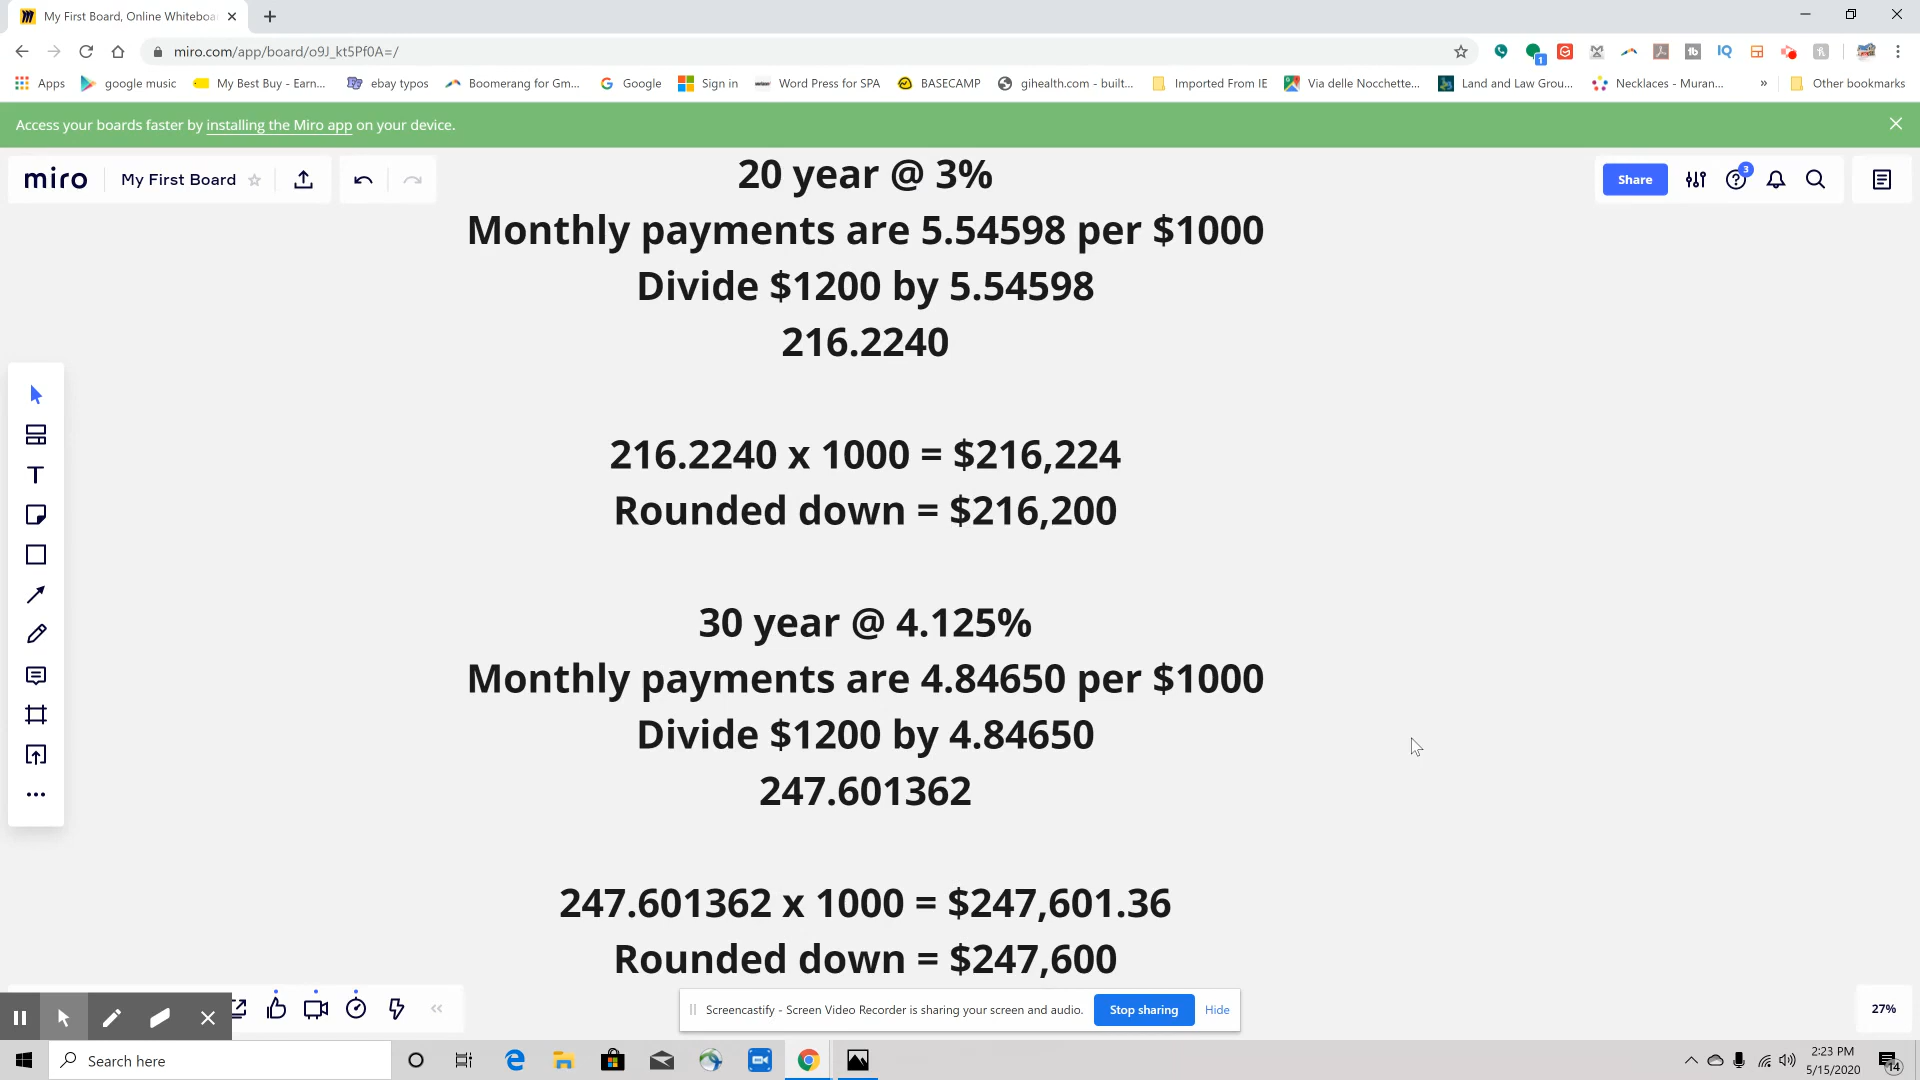 My First Board, Online Whiteboa
miro.com/app/board/o9J_kt5Pf0A=/
Apps
google music
My Best Buy - Earn...
ebay typos
Boomerang for Gm...
Google
Sign in
Word Press for SPA
BASECAMP
gihealth.com - built...
Imported From IE
Via delle Nocchette...
Land and Law Grou...
Necklaces - Muran...
»
Other bookmarks
Access your boards faster by installing the Miro app on your device.
miro
My First Board
Share
3
20 year @ 3%
Monthly payments are 5.54598 per $1000
Divide $1200 by 5.54598
216.2240
216.2240 x 1000 = $216,224
Rounded down = $216,200
30 year @ 4.125%
Monthly payments are 4.84650 per $1000
Divide $1200 by 4.84650
247.601362
247.601362 x 1000 = $247,601.36
Rounded down = $247,600
Screencastify - Screen Video Recorder is sharing your screen and audio.
Stop sharing
Hide
27%
Search here
2:23 PM
5/15/2020
14